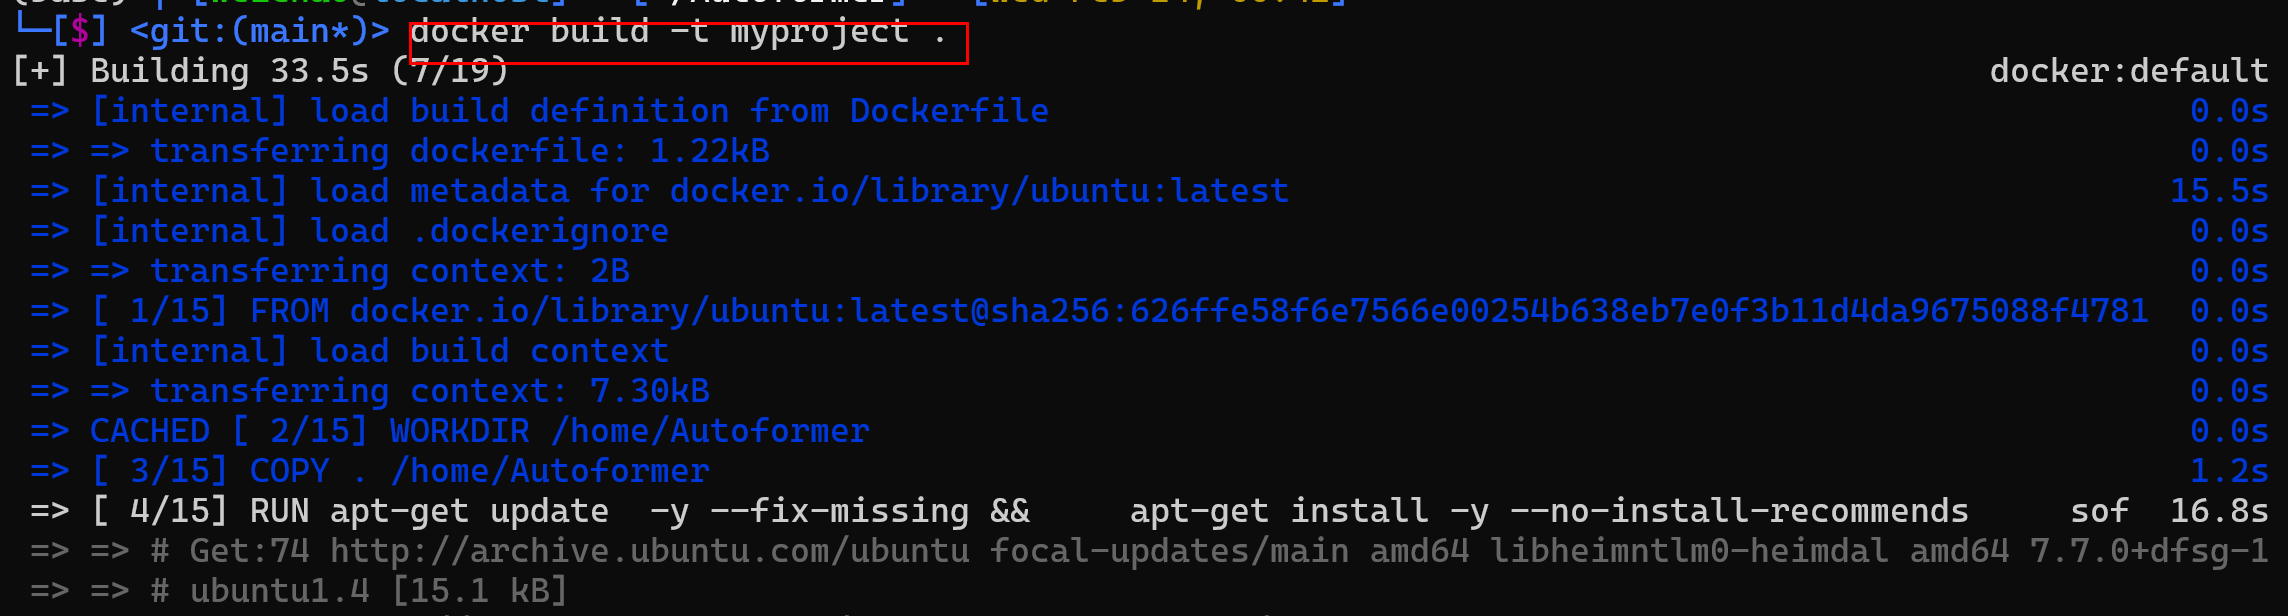 └─[$] <git:(main*)> docker build -t myproject .
[+] Building 33.5s (7/19) docker:default
=> [internal] load build definition from Dockerfile 0.0s
=> => transferring dockerfile: 1.22kB 0.0s
=> [internal] load metadata for docker.io/library/ubuntu:latest 15.5s
=> [internal] load .dockerignore 0.0s
=> => transferring context: 2B 0.0s
=> [ 1/15] FROM docker.io/library/ubuntu:latest@sha256:626ffe58f6e7566e00254b638eb7e0f3b11d4da9675088f4781 0.0s
=> [internal] load build context 0.0s
=> => transferring context: 7.30kB 0.0s
=> CACHED [ 2/15] WORKDIR /home/Autoformer 0.0s
=> [ 3/15] COPY . /home/Autoformer 1.2s
=> [ 4/15] RUN apt-get update  -y --fix-missing &&     apt-get install -y --no-install-recommends     sof 16.8s
=> => # Get:74 http://archive.ubuntu.com/ubuntu focal-updates/main amd64 libheimntlm0-heimdal amd64 7.7.0+dfsg-1
=> => # ubuntu1.4 [15.1 kB]